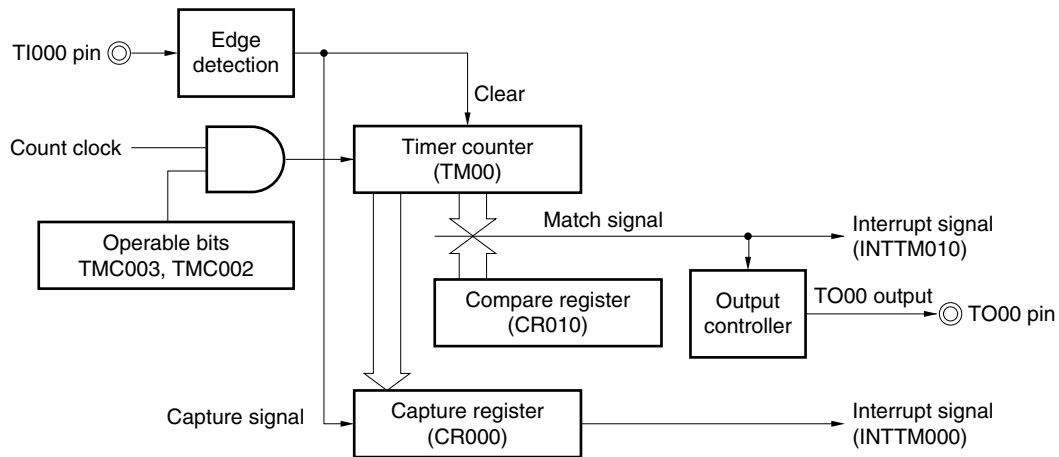 TI000 pin
Edge
detection
Clear
Count clock
Timer counter
(TM00)
Operable bits
TMC003, TMC002
Match signal
Interrupt signal
(INTTM010)
Compare register
(CR010)
Output
controller
TO00 output
TO00 pin
Capture signal
Capture register
(CR000)
Interrupt signal
(INTTM000)